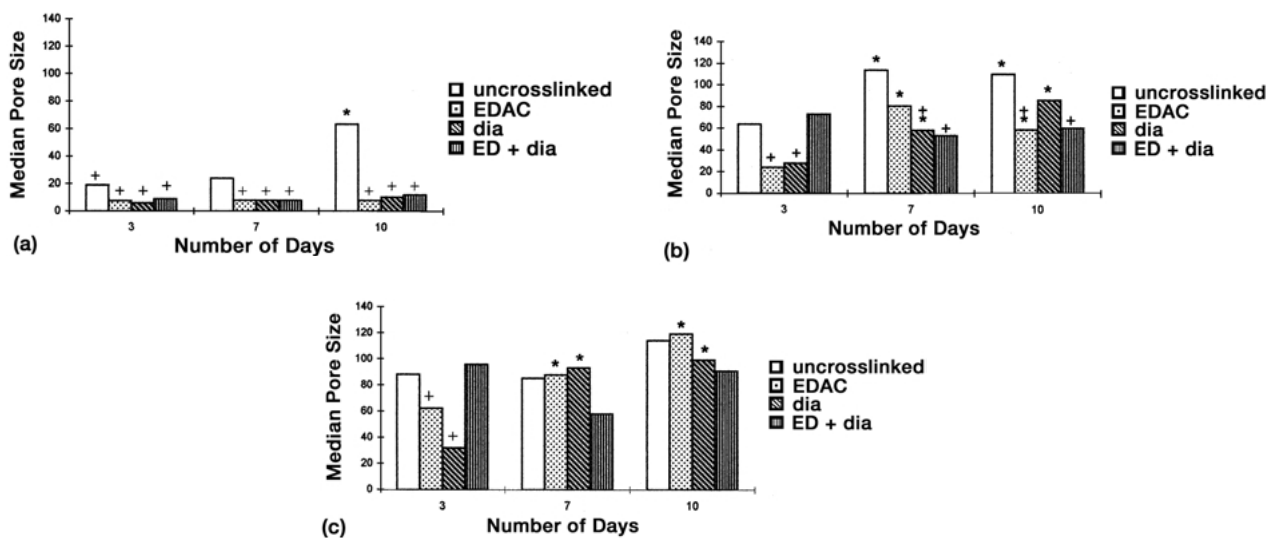 140
120
100
80
60
40
20
0
Median Pore Size
+ + + + + + + * + + +
3 7 10
Number of Days
(a)
uncrosslinked
EDAC
dia
ED + dia
140
120
100
80
60
40
20
0
Median Pore Size
+ + * * ‡ * + * ‡ * * +
3 7 10
Number of Days
(b)
uncrosslinked
EDAC
dia
ED + dia
140
120
100
80
60
40
20
0
Median Pore Size
+ + * * * *
3 7 10
Number of Days
(c)
uncrosslinked
EDAC
dia
ED + dia